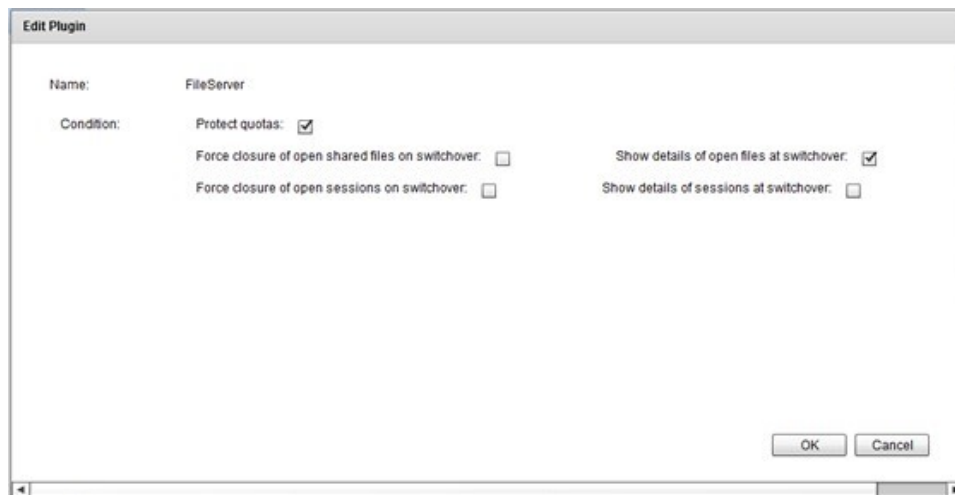 Edit Plugin
Name: FileServer
Condition: Protect quotas:
Force closure of open shared files on switchover: Show details of open files at switchover:
Force closure of open sessions on switchover: Show details of sessions at switchover:
OK Cancel